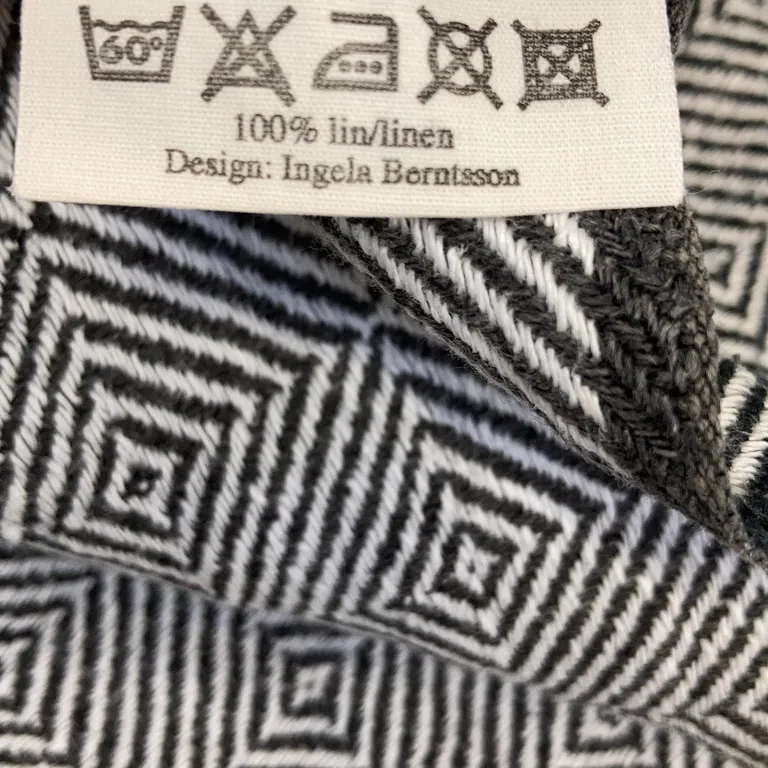 60°
100% lin/linen
Design: Ingela Berntsson